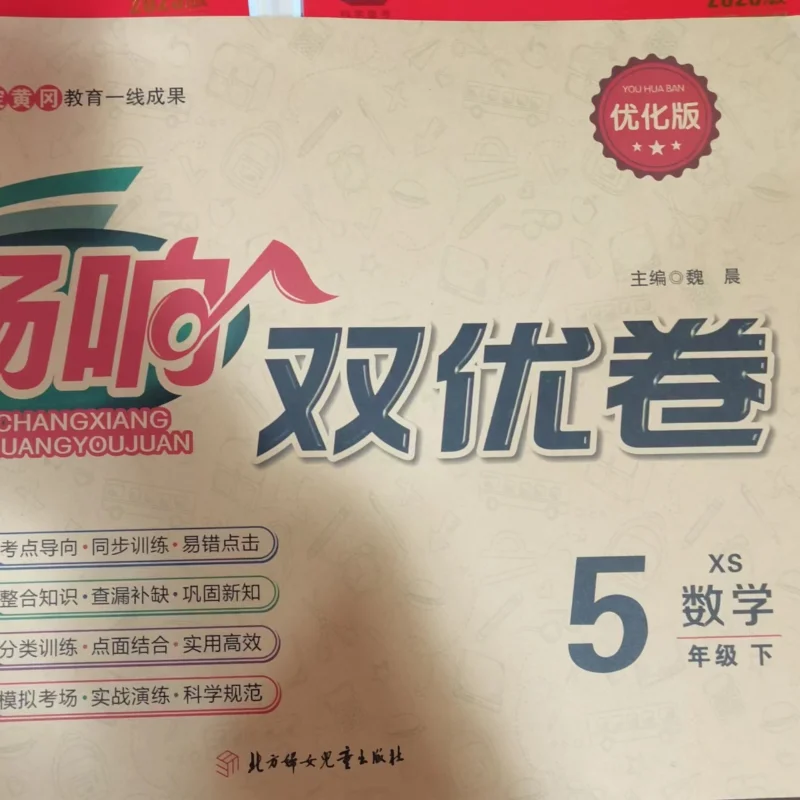 黄冈教育一线成果
YOU HUA BAN
优化版
主编◎魏 晨
畅响
双优卷
CHANGXIANG
UANGYOUJUAN
考点导向·同步训练·易错点击
整合知识·查漏补缺·巩固新知
分类训练·点面结合·实用高效
模拟考场·实战演练·科学规范
5
XS
数学
年级 下
北方妇女儿童出版社